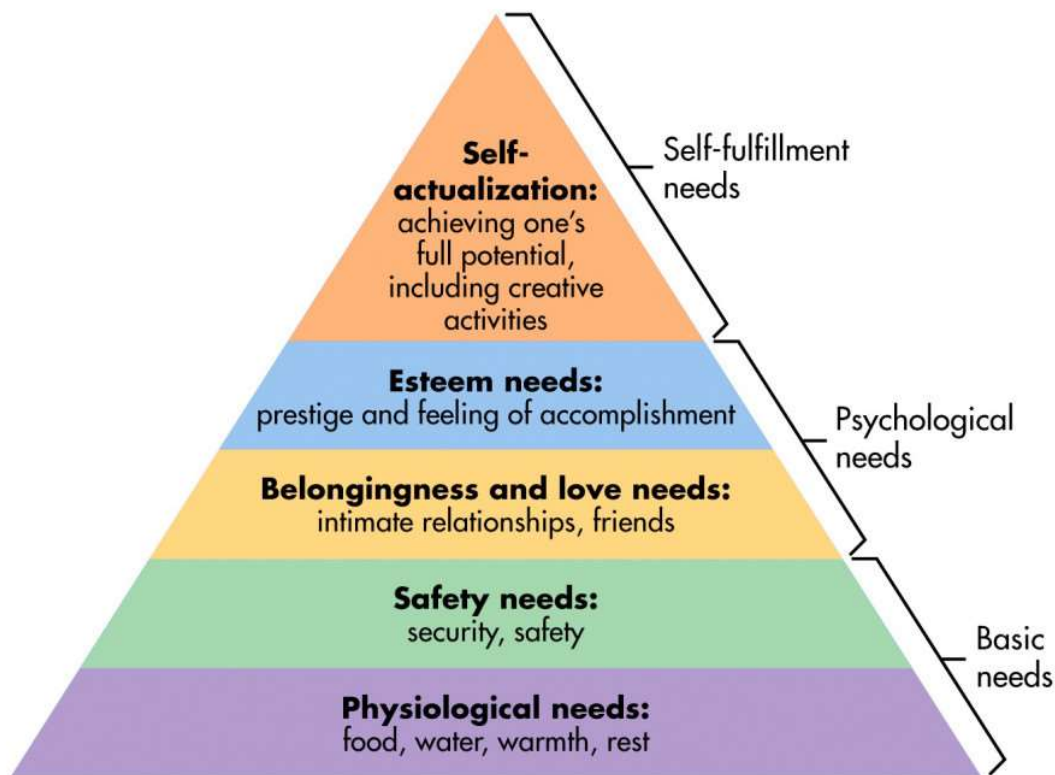 Self-
actualization:
achieving one's
full potential,
including creative
activities
Self-fulfillment
needs
Esteem needs:
prestige and feeling of accomplishment
Psychological
needs
Belongingness and love needs:
intimate relationships, friends
Safety needs:
security, safety
Basic
needs
Physiological needs:
food, water, warmth, rest